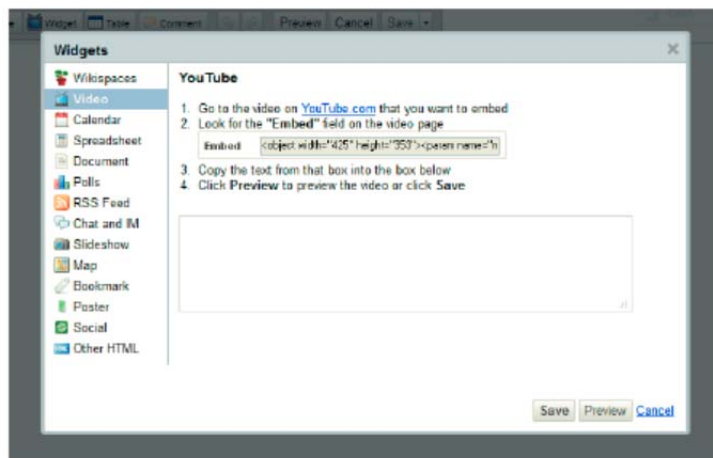 Widget Table Comment Preview Cancel Save
Widgets
Wikispaces
Video
Calendar
Spreadsheet
Document
Polls
RSS Feed
Chat and IM
Slideshow
Map
Bookmark
Poster
Social
Other HTML
YouTube
1. Go to the video on YouTube.com that you want to embed
2. Look for the "Embed" field on the video page
Embed <object width="425" height="353"><param name="n
3. Copy the text from that box into the box below
4. Click Preview to preview the video or click Save
Save Preview Cancel